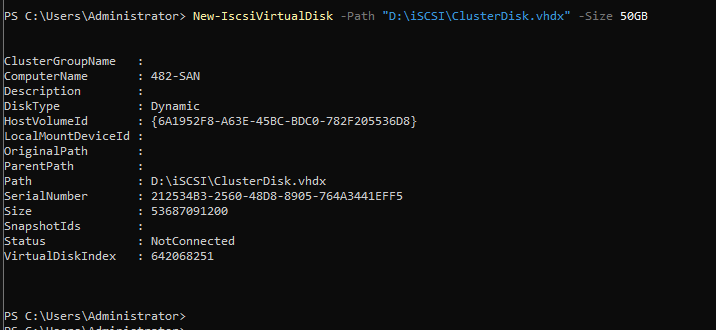 PS C:\Users\Administrator> New-IscsiVirtualDisk -Path "D:\iSCSI\ClusterDisk.vhdx" -Size 50GB
ClusterGroupName :
ComputerName : 482-SAN
Description :
DiskType : Dynamic
HostVolumeId : {6A1952F8-A63E-45BC-BDC0-782F205536D8}
LocalMountDeviceId :
OriginalPath :
ParentPath :
Path : D:\iSCSI\ClusterDisk.vhdx
SerialNumber : 212534B3-2560-48D8-8905-764A3441EFF5
Size : 53687091200
SnapshotIds :
Status : NotConnected
VirtualDiskIndex : 642068251
PS C:\Users\Administrator>
PS C:\Users\Administrator>